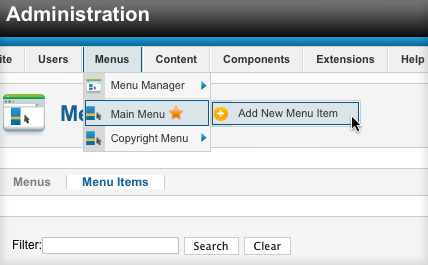 Administration
ite Users Menus Content Components Extensions Help
Menu Manager
Me
Main Menu
Add New Menu Item
Copyright Menu
Menus Menu Items
Filter: Search Clear